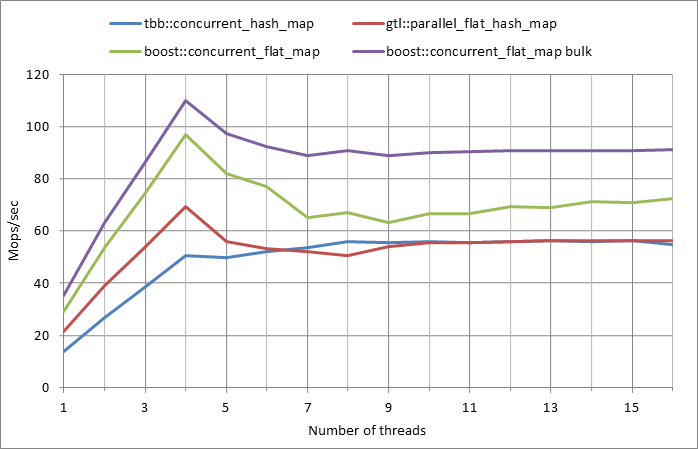 tbb::concurrent_hash_map gtl::parallel_flat_hash_map
boost::concurrent_flat_map boost::concurrent_flat_map bulk
120
100
80
60
40
20
0
Mops/sec
1 3 5 7 9 11 13 15
Number of threads